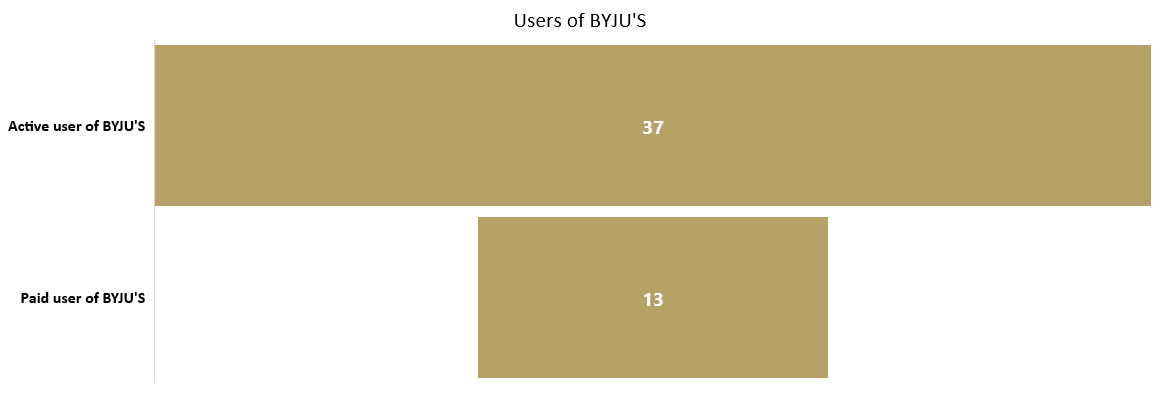 Users of BYJU'S
Active user of BYJU'S
37
Paid user of BYJU'S
13